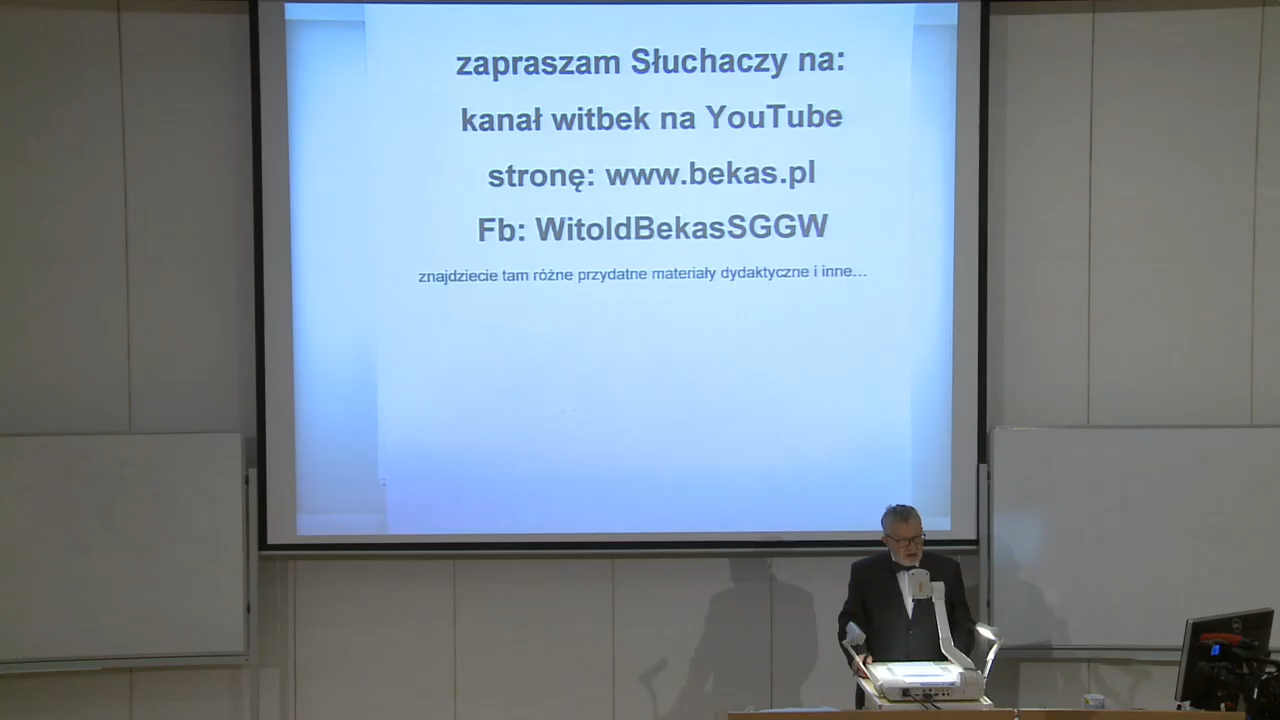 zapraszam Słuchaczy na:
kanał witbek na YouTube
stronę: www.bekas.pl
Fb: WitoldBekasSGGW
znajdziecie tam różne przydatne materiały dydaktyczne i inne...